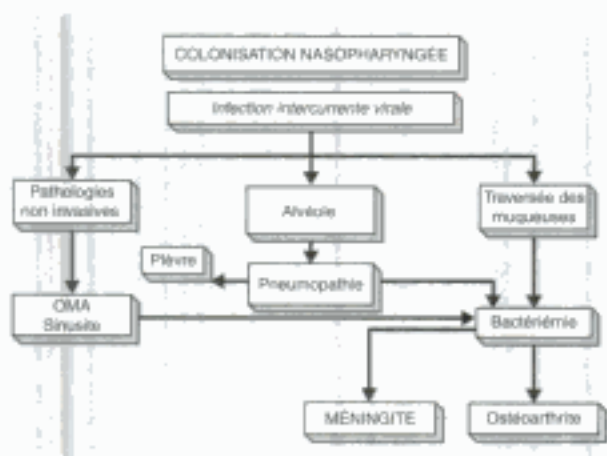 COLONISATION NASOPHARYNGÉE
Infection intercurrente virale
Pathologies
non invasives
Alvéole
Traversée des
muqueuses
Plèvre
Pneumopathie
OMA
Sinusite
Bactériémie
MÉNINGITE
Ostéoarthrite